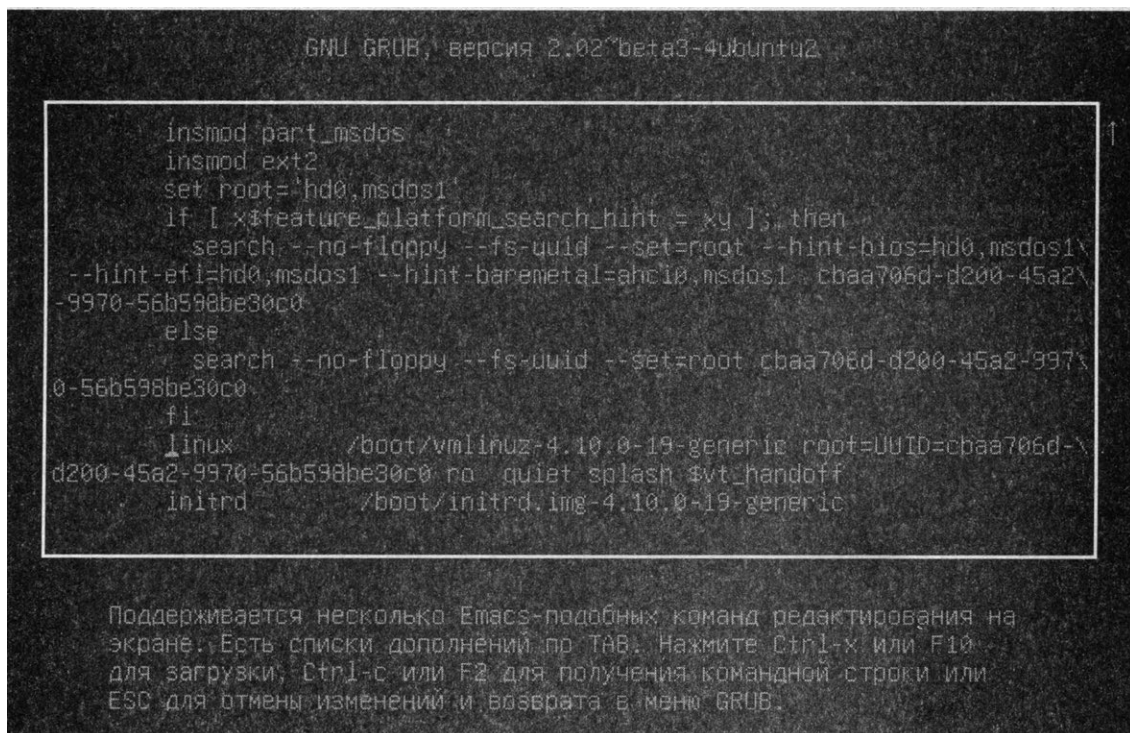 GNU GRUB, версия 2.02~beta3-4ubuntu2
insmod part_msdos
insmod ext2
set root='hd0,msdos1'
if [ x$feature_platform_search_hint = xy ]; then
search --no-floppy --fs-uuid --set=root --hint-bios=hd0,msdos1\
--hint-efi=hd0,msdos1 --hint-baremetal=ahci0,msdos1  cbaa706d-d200-45a2\
-9970-56b598be30c0
else
search --no-floppy --fs-uuid --set=root cbaa706d-d200-45a2-997\
0-56b598be30c0
fi
linux /boot/vmlinuz-4.10.0-19-generic root=UUID=cbaa706d-\
d200-45a2-9970-56b598be30c0 ro  quiet splash $vt_handoff
initrd /boot/initrd.img-4.10.0-19-generic
Поддерживается несколько Emacs-подобных команд редактирования на
экране. Есть списки дополнений по TAB. Нажмите Ctrl-x или F10
для загрузки, Ctrl-c или F2 для получения командной строки или
ESC для отмены изменений и возврата в меню GRUB.